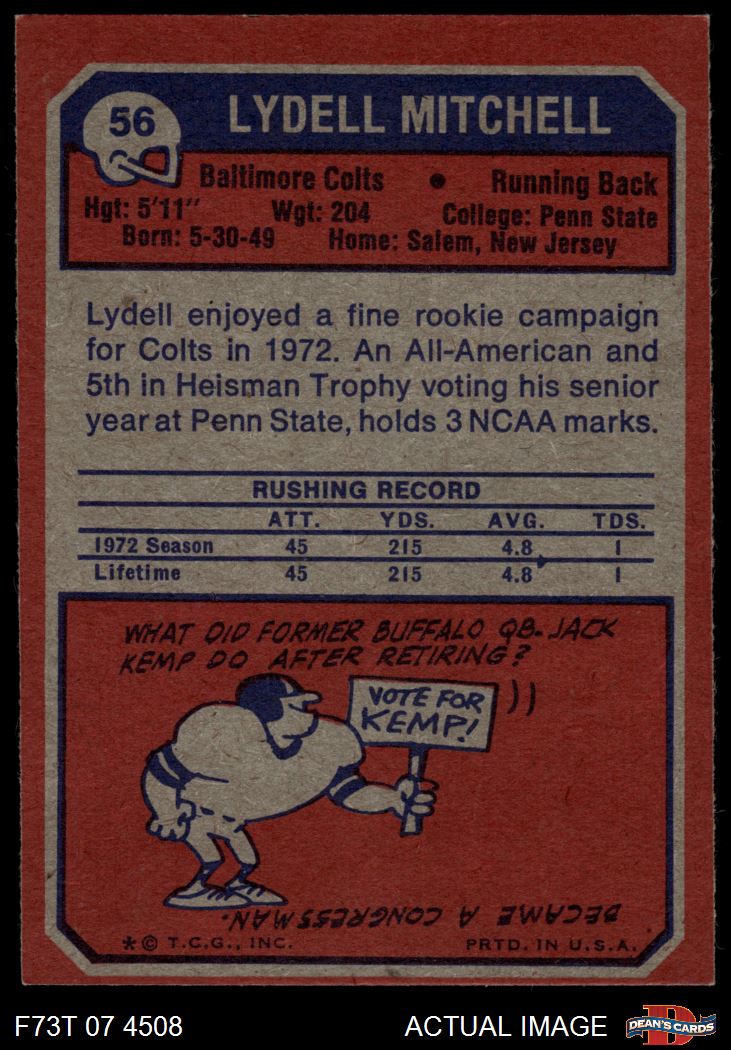 56
LYDELL MITCHELL
Baltimore Colts • Running Back
Hgt: 5'11" Wgt: 204 College: Penn State
Born: 5-30-49 Home: Salem, New Jersey
Lydell enjoyed a fine rookie campaign
for Colts in 1972. An All-American and
5th in Heisman Trophy voting his senior
year at Penn State, holds 3 NCAA marks.
RUSHING RECORD
ATT. YDS. AVG. TDS.
1972 Season 45 215 4.8 1
Lifetime 45 215 4.8 1
WHAT DID FORMER BUFFALO QB. JACK
KEMP DO AFTER RETIRING?
VOTE FOR
KEMP!
BECAME A CONGRESSMAN.
*© T.C.G., INC. PRTD. IN U.S.A.
F73T 07 4508 ACTUAL IMAGE
D
DEAN'S CARDS